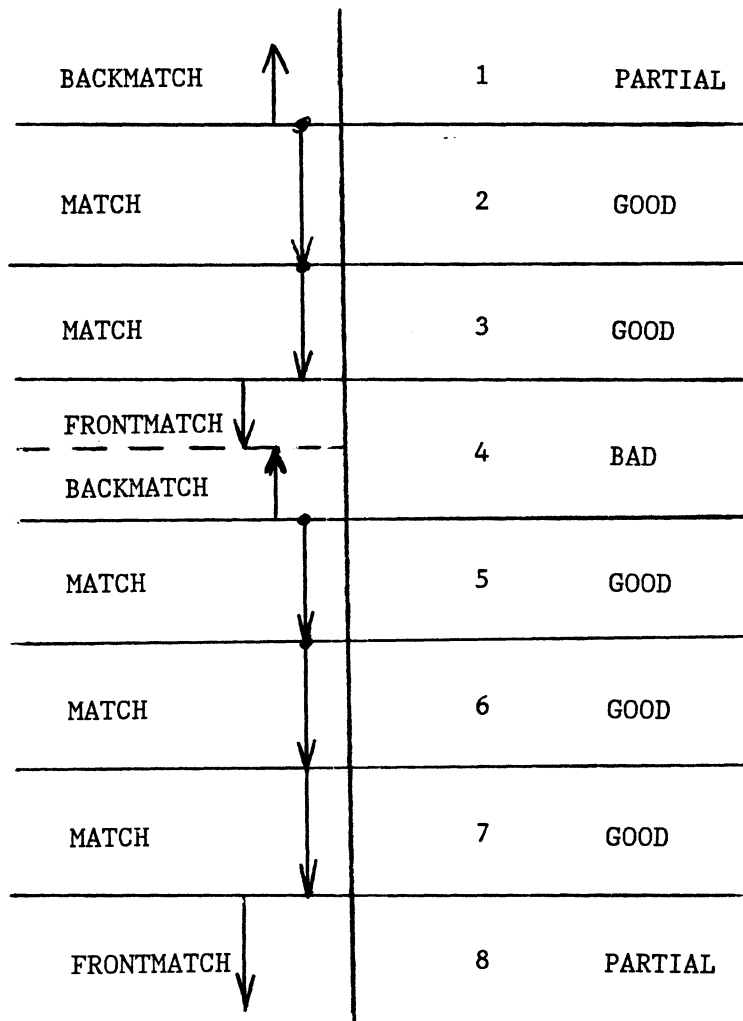 BACKMATCH 1 PARTIAL
MATCH 2 GOOD
MATCH 3 GOOD
FRONTMATCH
4 BAD
BACKMATCH
MATCH 5 GOOD
MATCH 6 GOOD
MATCH 7 GOOD
FRONTMATCH 8 PARTIAL